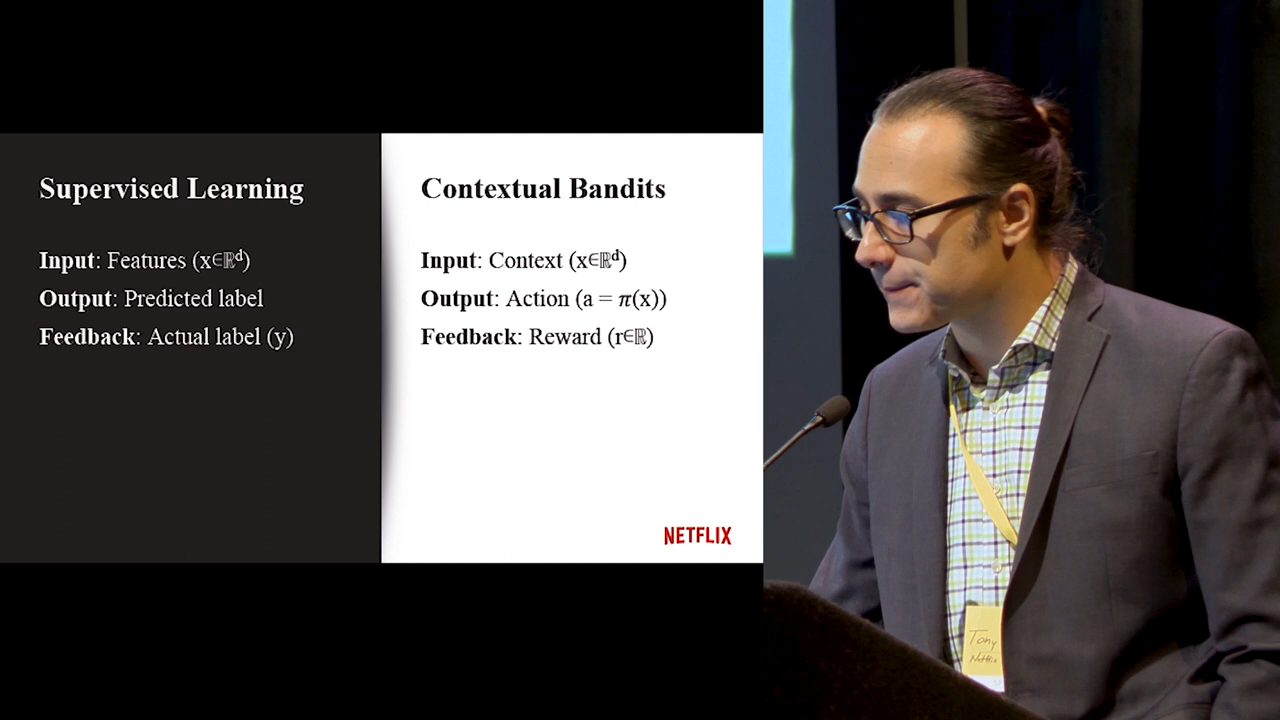 Supervised Learning
Input: Features (x∈ℝᵈ)
Output: Predicted label
Feedback: Actual label (y)
Contextual Bandits
Input: Context (x∈ℝᵈ)
Output: Action (a = π(x))
Feedback: Reward (r∈ℝ)
NETFLIX
Tony